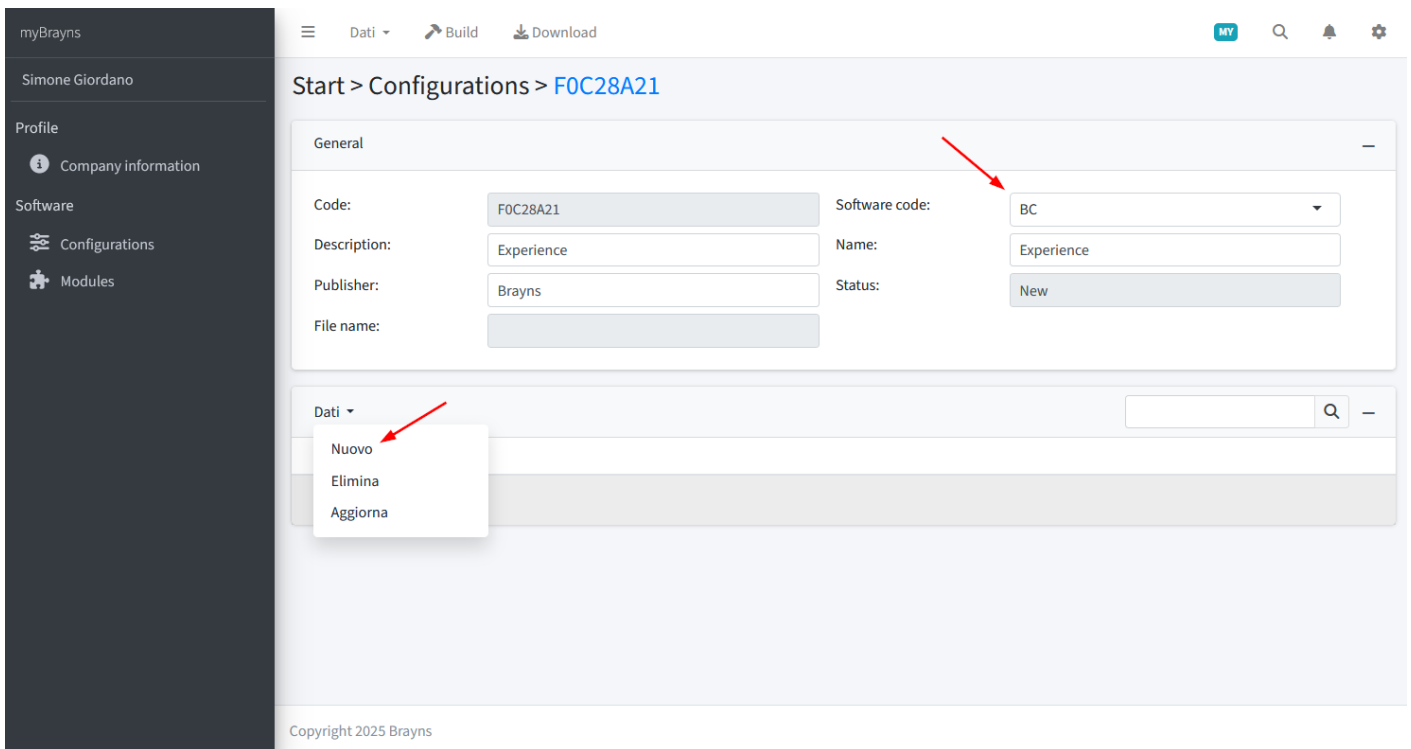 myBrayns
Dati Build Download MY
Simone Giordano
Start > Configurations > F0C28A21
Profile
Company information
Software
Configurations
Modules
General
Code: F0C28A21 Software code: BC
Description: Experience Name: Experience
Publisher: Brayns Status: New
File name:
Dati
Nuovo
Elimina
Aggiorna
Copyright 2025 Brayns